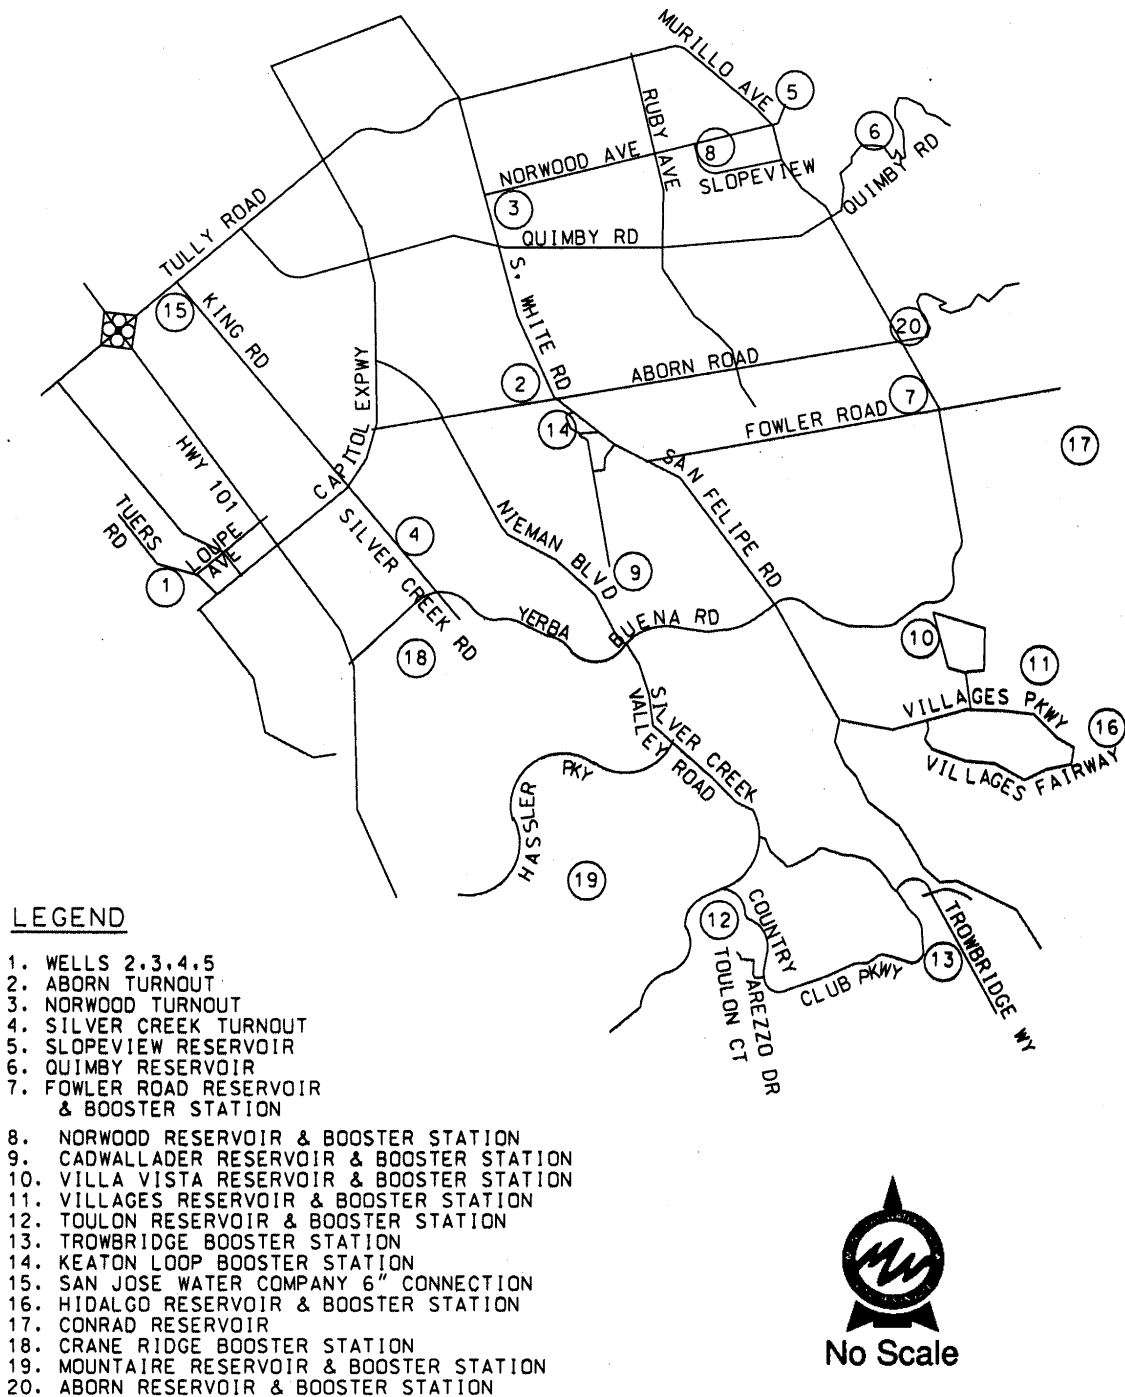 MURILLO AVE
5
RUBY AVE
6
8
NORWOOD AVE
SLOPEVIEW
QUIMBY RD
3
TULLY ROAD
QUIMBY RD
15
KING RD
S. WHITE RD
20
ABORN ROAD
2
CAPITOL EXPWY
7
FOWLER ROAD
14
17
HWY 101
SAN FELIPE RD
TUERS RD
LOUPE AVE
SILVER CREEK RD
4
NIEMAN BLVD
1
9
YERBA BUENA RD
10
18
11
VILLAGES PKWY
16
SILVER CREEK
VALLEY ROAD
VILLAGES FAIRWAY
HASSLER PKY
19
12
COUNTRY CLUB PKWY
13
TROWBRIDGE WY
TOULON CT
AREZZO DR
LEGEND
1. WELLS 2,3,4,5
2. ABORN TURNOUT
3. NORWOOD TURNOUT
4. SILVER CREEK TURNOUT
5. SLOPEVIEW RESERVOIR
6. QUIMBY RESERVOIR
7. FOWLER ROAD RESERVOIR
& BOOSTER STATION
8. NORWOOD RESERVOIR & BOOSTER STATION
9. CADWALLADER RESERVOIR & BOOSTER STATION
10. VILLA VISTA RESERVOIR & BOOSTER STATION
11. VILLAGES RESERVOIR & BOOSTER STATION
12. TOULON RESERVOIR & BOOSTER STATION
13. TROWBRIDGE BOOSTER STATION
14. KEATON LOOP BOOSTER STATION
15. SAN JOSE WATER COMPANY 6" CONNECTION
16. HIDALGO RESERVOIR & BOOSTER STATION
17. CONRAD RESERVOIR
18. CRANE RIDGE BOOSTER STATION
19. MOUNTAIRE RESERVOIR & BOOSTER STATION
20. ABORN RESERVOIR & BOOSTER STATION
No Scale